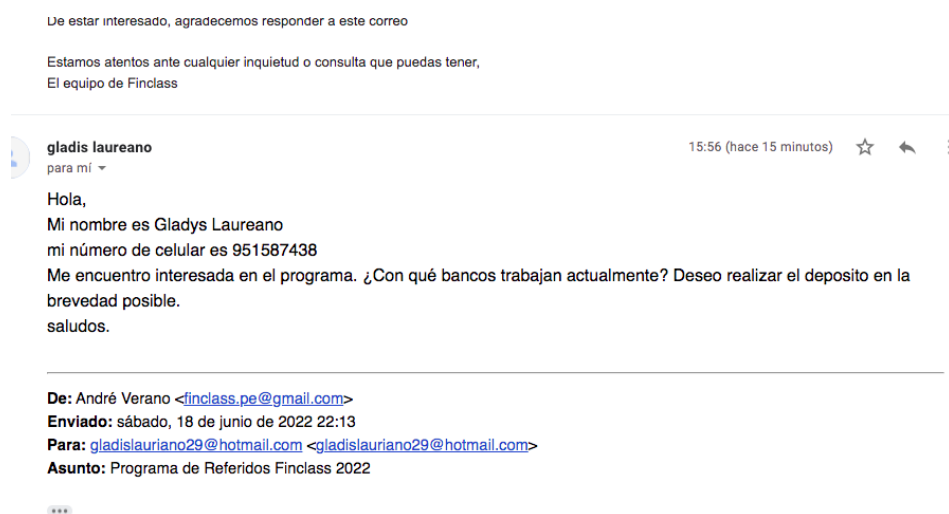 De estar interesado, agradecemos responder a este correo
Estamos atentos ante cualquier inquietud o consulta que puedas tener,
El equipo de Finclass
gladis laureano
15:56 (hace 15 minutos)
para mí
Hola,
Mi nombre es Gladys Laureano
mi número de celular es 951587438
Me encuentro interesada en el programa. ¿Con qué bancos trabajan actualmente? Deseo realizar el deposito en la
brevedad posible.
saludos.
De: André Verano <finclass.pe@gmail.com>
Enviado: sábado, 18 de junio de 2022 22:13
Para: gladislauriano29@hotmail.com <gladislauriano29@hotmail.com>
Asunto: Programa de Referidos Finclass 2022